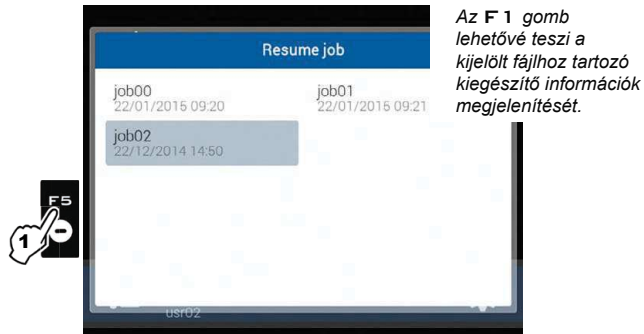 Resume job
job00
22/01/2015 09:20
job01
22/01/2015 09:21
job02
22/12/2014 14:50
usr02
F5
1
Az F1 gomb
lehetővé teszi a
kijelölt fájlhoz tartozó
kiegészítő információk
megjelenítését.